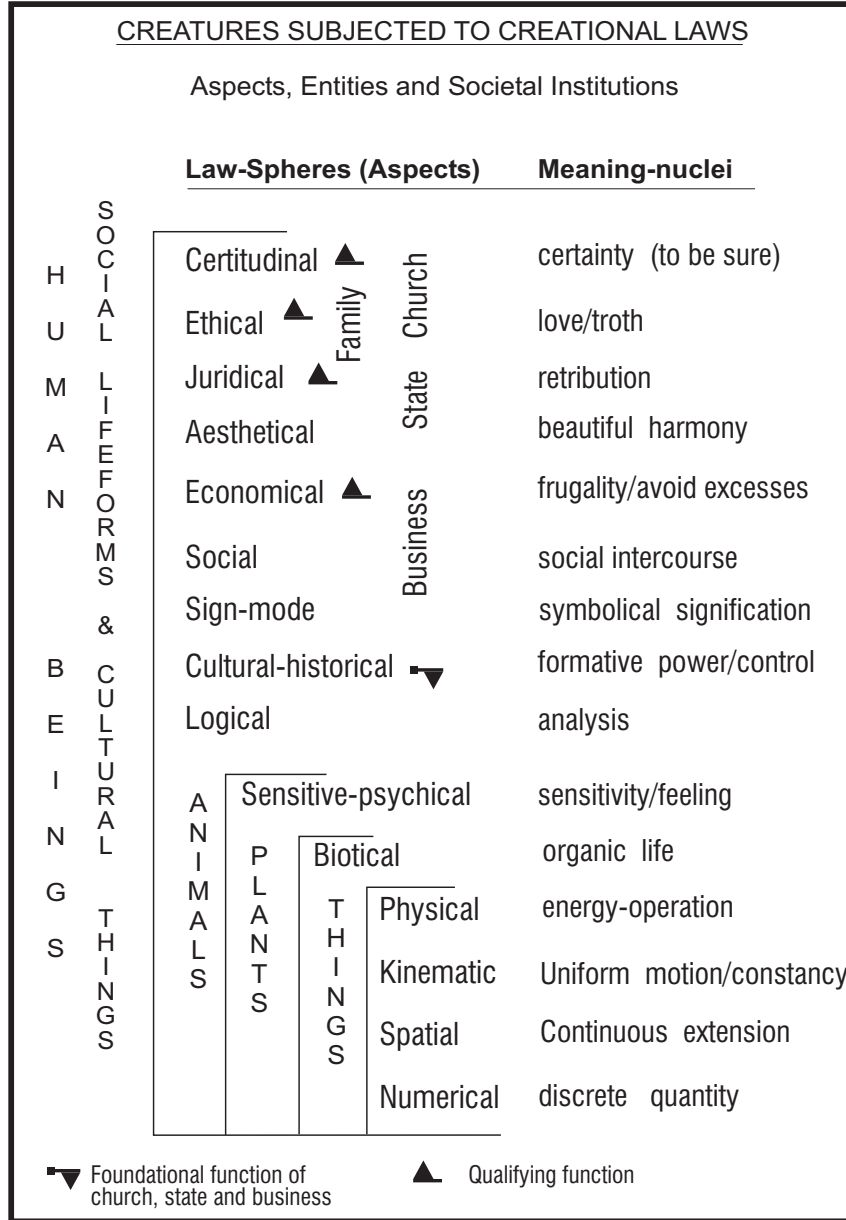 CREATURES SUBJECTED TO CREATIONAL LAWS
Aspects, Entities and Societal Institutions
Law-Spheres (Aspects) Meaning-nuclei
HUMAN BEINGS
SOCIAL LIFEFORMS & CULTURAL THINGS
Certitudinal certainty (to be sure)
Ethical love/troth
Juridical retribution
Aesthetical beautiful harmony
Economical frugality/avoid excesses
Social social intercourse
Sign-mode symbolical signification
Cultural-historical formative power/control
Logical analysis
Family
Church
State
Business
ANIMALS
Sensitive-psychical sensitivity/feeling
PLANTS
Biotical organic life
THINGS
Physical energy-operation
Kinematic Uniform motion/constancy
Spatial Continuous extension
Numerical discrete quantity
Foundational function of
church, state and business
Qualifying function